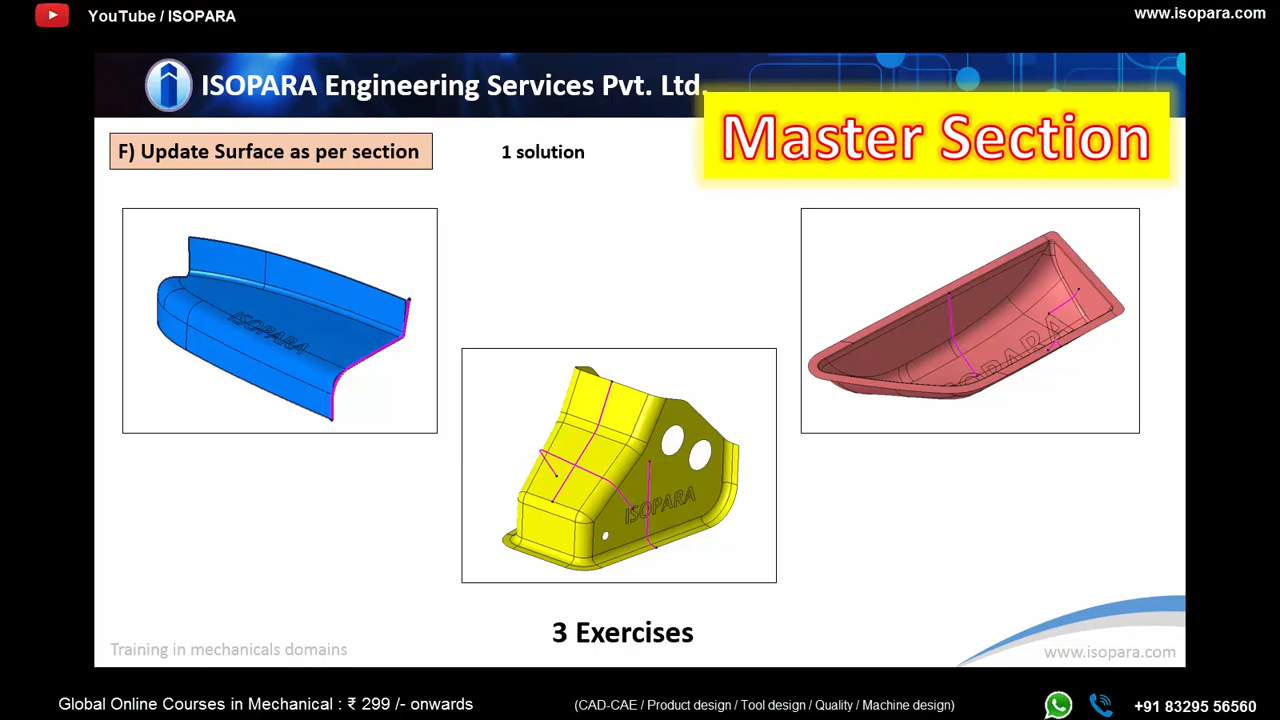 YouTube / ISOPARA
www.isopara.com
ISOPARA Engineering Services Pvt. Ltd.
Master Section
F) Update Surface as per section
1 solution
ISOPARA
ISOPARA
ISOPARA
3 Exercises
Training in mechanicals domains
www.isopara.com
Global Online Courses in Mechanical : ₹ 299 /- onwards
(CAD-CAE / Product design / Tool design / Quality / Machine design)
+91 83295 56560